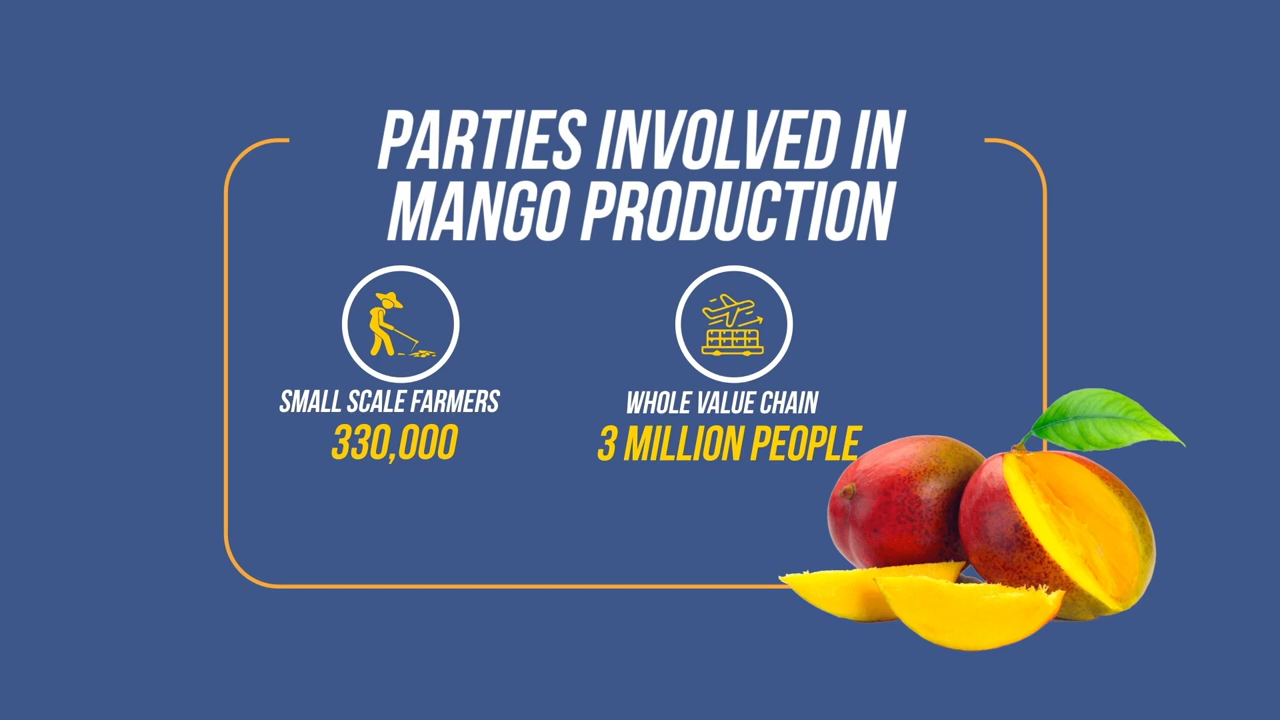 PARTIES INVOLVED IN
MANGO PRODUCTION
SMALL SCALE FARMERS
330,000
WHOLE VALUE CHAIN
3 MILLION PEOPLE